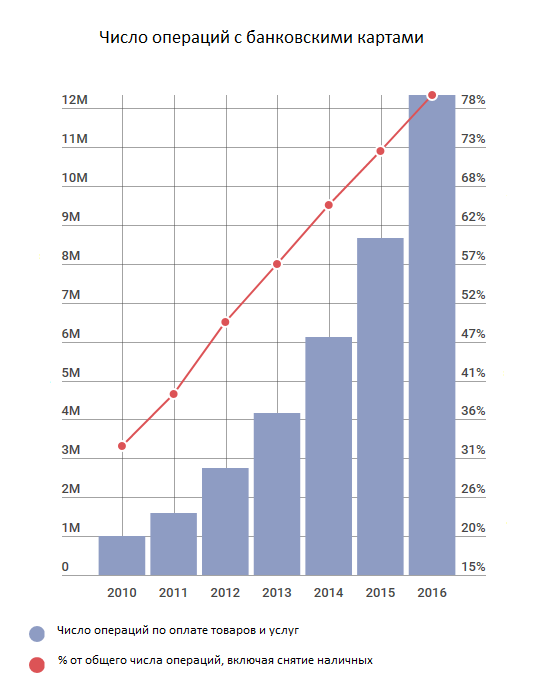 Число операций с банковскими картами
12M 78%
11M 73%
10M 68%
9M 62%
8M 57%
7M 52%
6M 47%
5M 41%
4M 36%
3M 31%
2M 26%
1M 20%
0 15%
2010 2011 2012 2013 2014 2015 2016
Число операций по оплате товаров и услуг
% от общего числа операций, включая снятие наличных